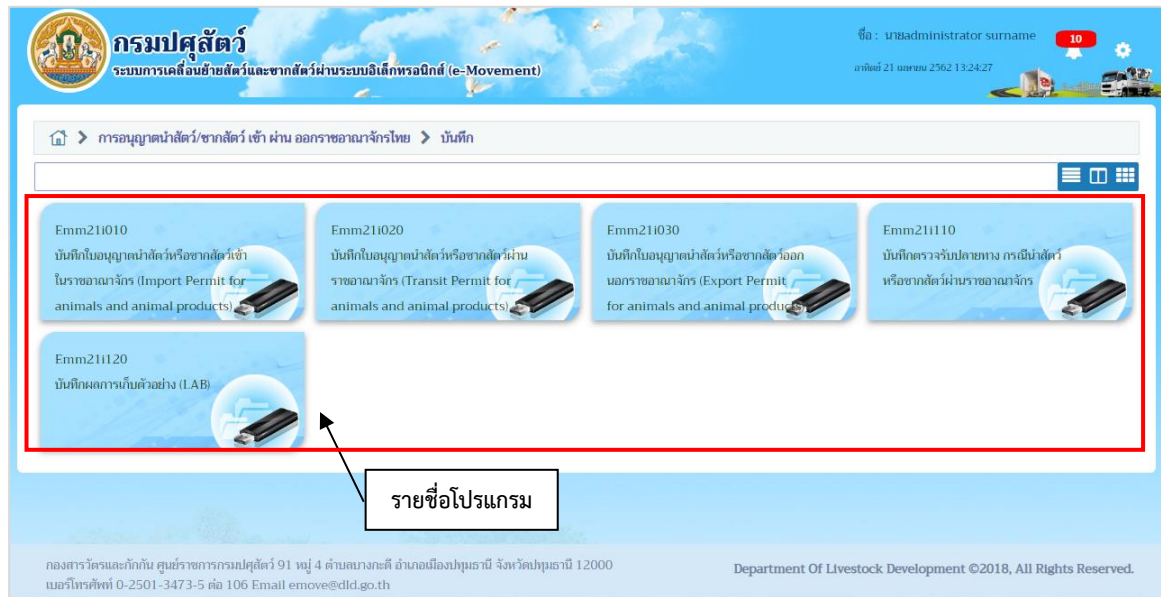 กรมปศุสัตว์
ระบบการเคลื่อนย้ายสัตว์และซากสัตว์ผ่านระบบอิเล็กทรอนิกส์ (e-Movement)
ชื่อ : นายadministrator surname
10
อาทิตย์ 21 เมษายน 2562 13:24:27
การอนุญาตนำสัตว์/ซากสัตว์ เข้า ผ่าน ออกราชอาณาจักรไทย
บันทึก
Emm21i010
บันทึกใบอนุญาตนำสัตว์หรือซากสัตว์เข้า
ในราชอาณาจักร (Import Permit for
animals and animal products)
Emm21i020
บันทึกใบอนุญาตนำสัตว์หรือซากสัตว์ผ่าน
ราชอาณาจักร (Transit Permit for
animals and animal products)
Emm21i030
บันทึกใบอนุญาตนำสัตว์หรือซากสัตว์ออก
นอกราชอาณาจักร (Export Permit
for animals and animal products)
Emm21i110
บันทึกตรวจรับปลายทาง กรณีนำสัตว์
หรือซากสัตว์ผ่านราชอาณาจักร
Emm21i120
บันทึกผลการเก็บตัวอย่าง (LAB)
รายชื่อโปรแกรม
กองสารวัตรและกักกัน ศูนย์ราชการกรมปศุสัตว์ 91 หมู่ 4 ตำบลบางกะดี อำเภอเมืองปทุมธานี จังหวัดปทุมธานี 12000
เบอร์โทรศัพท์ 0-2501-3473-5 ต่อ 106 Email emove@dld.go.th
Department Of Livestock Development ©2018, All Rights Reserved.